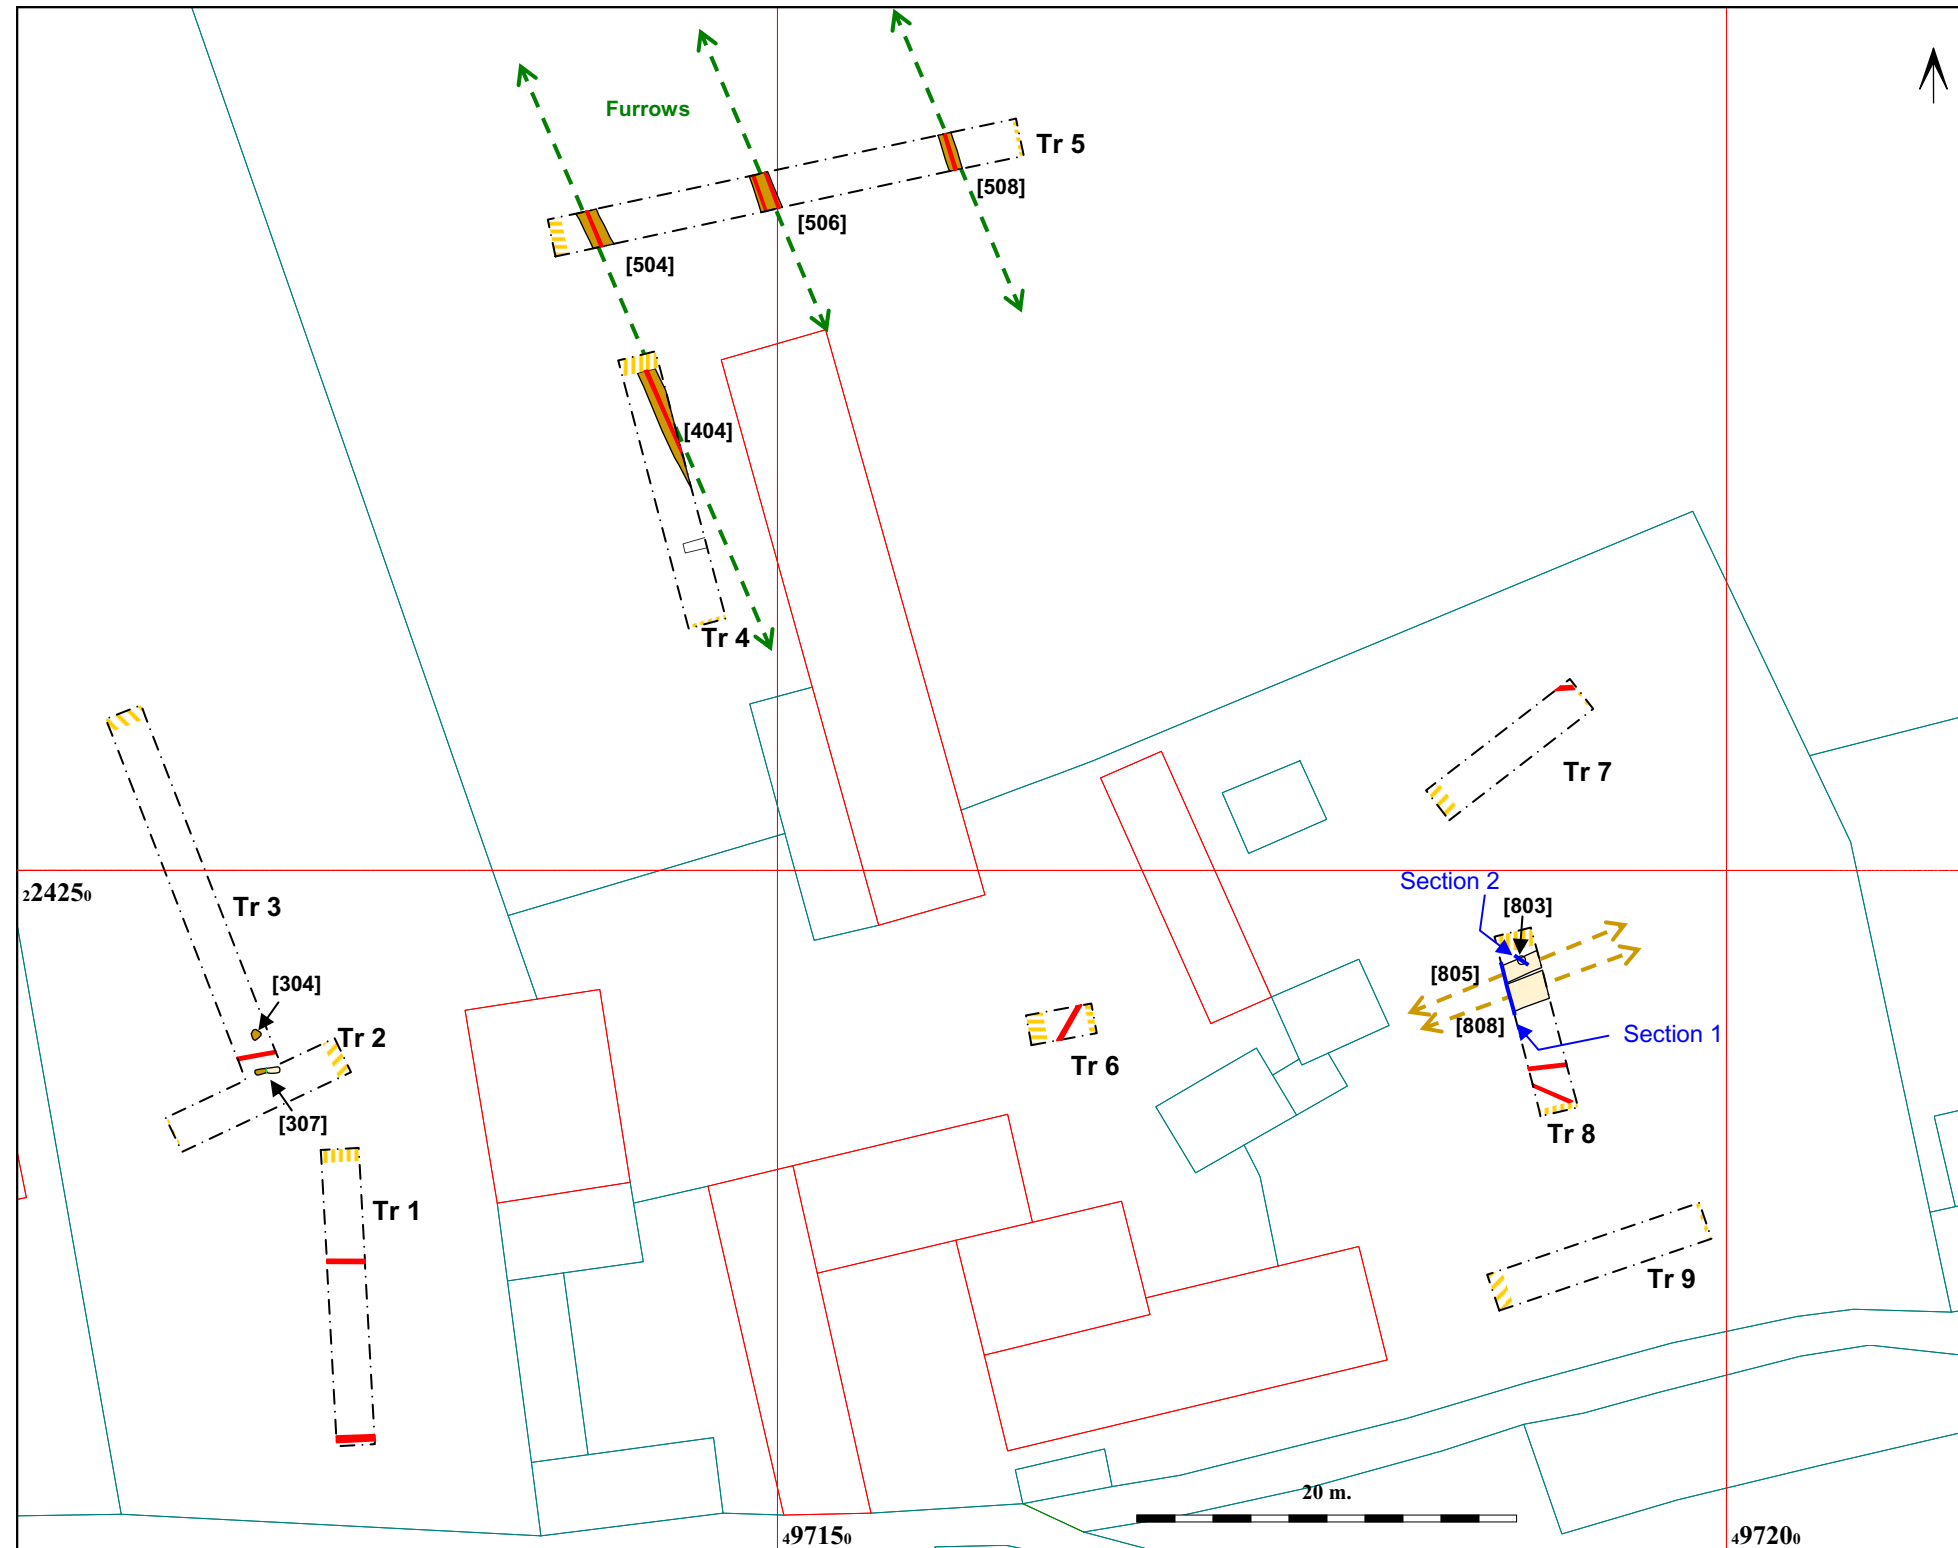 Furrows
Tr 5
[508]
[506]
[504]
[404]
Tr 4
Tr 7
224250
Section 2
[803]
Tr 3
[805]
[304]
[808]
Section 1
Tr 2
Tr 6
[307]
Tr 8
Tr 1
Tr 9
20 m.
497150
497200